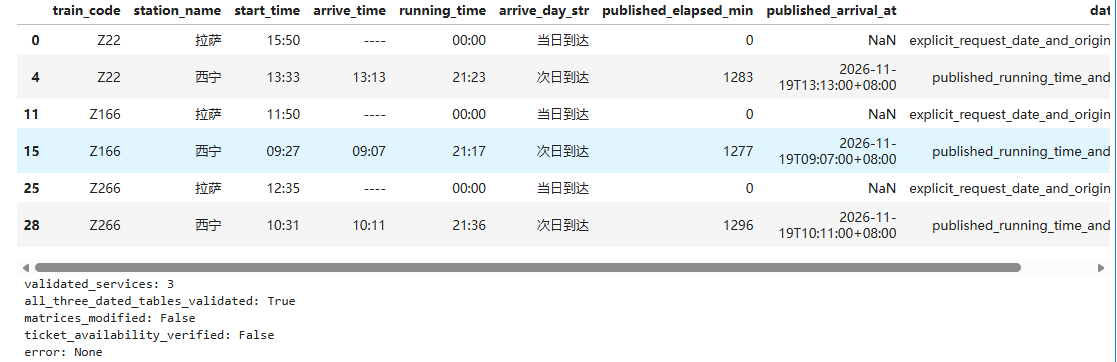 train_code station_name start_time arrive_time running_time arrive_day_str published_elapsed_min published_arrival_at dat
0 Z22 拉萨 15:50 ---- 00:00 当日到达 0 NaN explicit_request_date_and_origin
4 Z22 西宁 13:33 13:13 21:23 次日到达 1283 2026-11-19T13:13:00+08:00 published_running_time_and
11 Z166 拉萨 11:50 ---- 00:00 当日到达 0 NaN explicit_request_date_and_origin
15 Z166 西宁 09:27 09:07 21:17 次日到达 1277 2026-11-19T09:07:00+08:00 published_running_time_and
25 Z266 拉萨 12:35 ---- 00:00 当日到达 0 NaN explicit_request_date_and_origin
28 Z266 西宁 10:31 10:11 21:36 次日到达 1296 2026-11-19T10:11:00+08:00 published_running_time_and
validated_services: 3
all_three_dated_tables_validated: True
matrices_modified: False
ticket_availability_verified: False
error: None